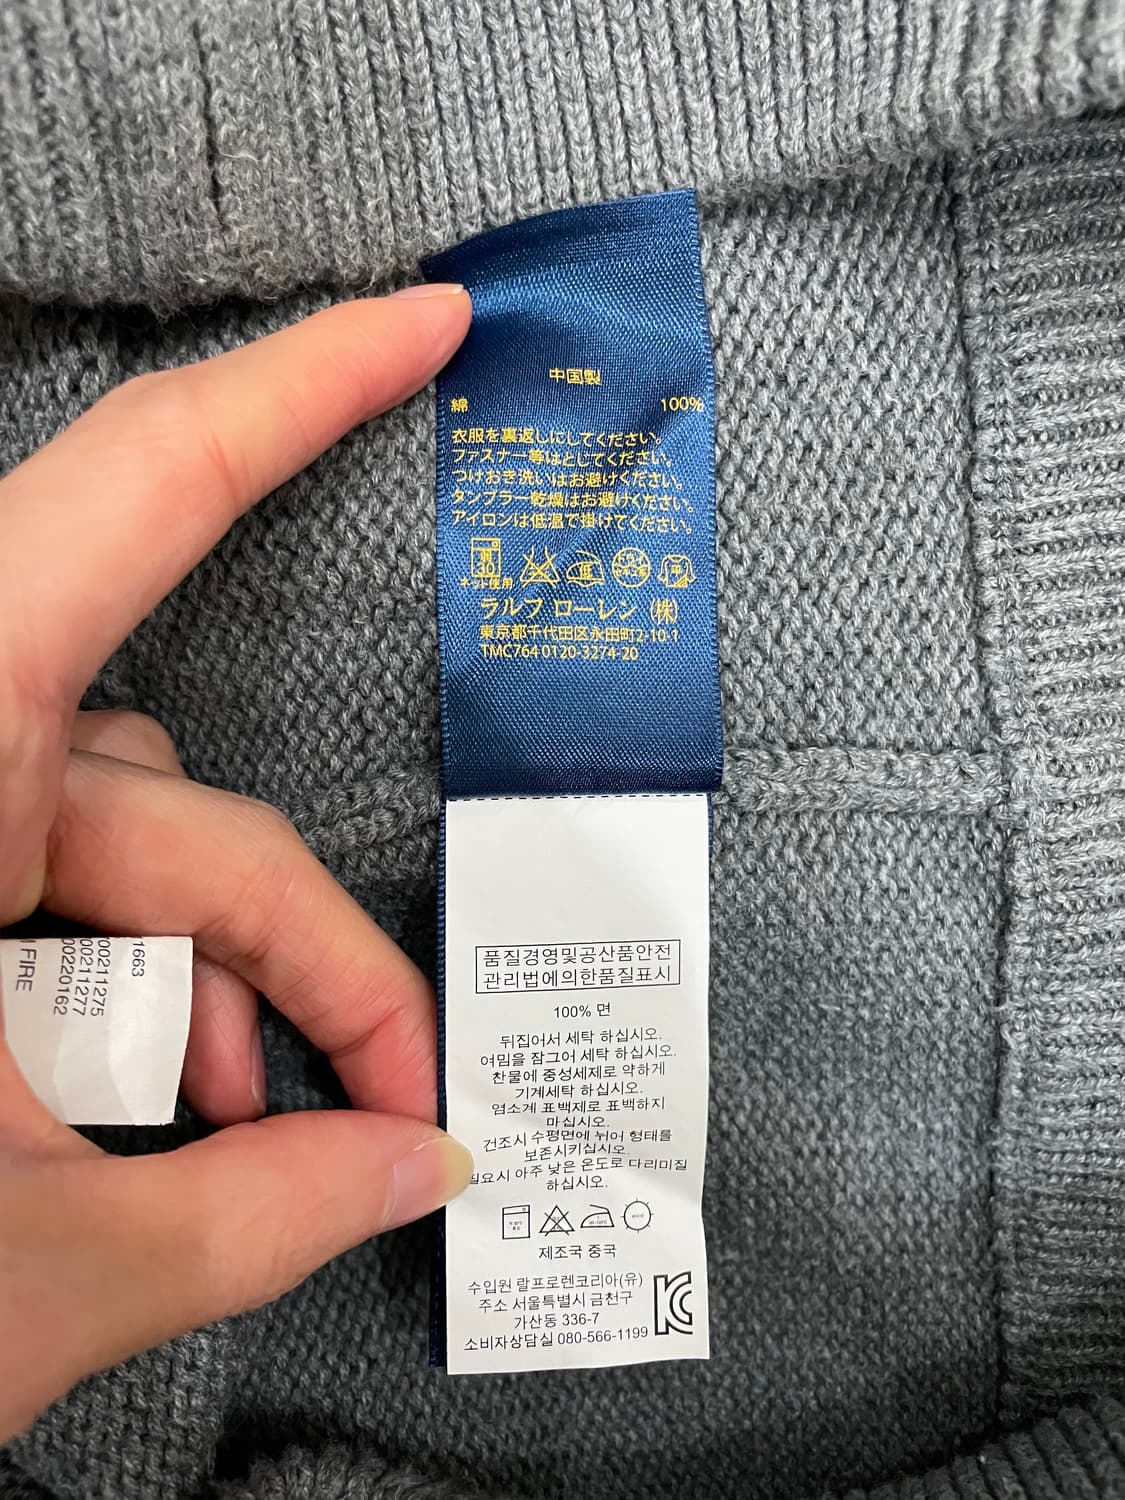 中国製
綿 100%
衣服を裏返しにしてください。
ファスナー等はとしてください。
つけおき洗いはお避けください。
タンブラー乾燥はお避けください。
アイロンは低温で掛けてください。
30
低
平
ネット使用
ラルフ ローレン (株)
東京都千代田区永田町2-10-1
TMC764 0120-3274-20
품질경영및공산품안전
관리법에의한품질표시
100% 면
뒤집어서 세탁 하십시오.
여밈을 잠그어 세탁 하십시오.
찬물에 중성세제로 약하게
기계세탁 하십시오.
염소계 표백제로 표백하지
마십시오.
건조시 수평면에 뉘어 형태를
보존시키십시오.
필요시 아주 낮은 온도로 다리미질
하십시오.
제조국 중국
수입원 랄프로렌코리아(유)
주소 서울특별시 금천구
가산동 336-7
소비자상담실 080-566-1199
1663
00211275
00211277
00220162
FIRE